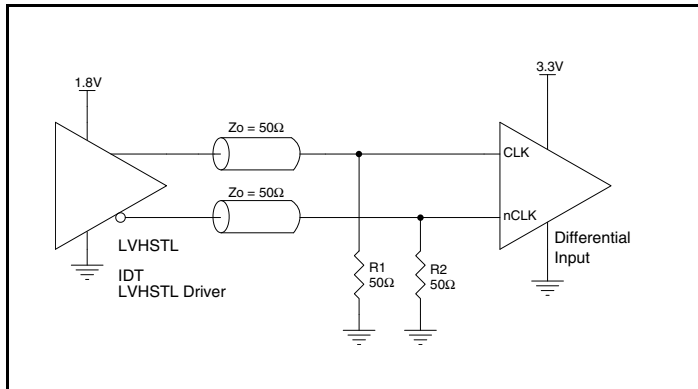 1.8V
3.3V
Zo = 50Ω
CLK
Zo = 50Ω
nCLK
LVHSTL
IDT
LVHSTL Driver
R1
50Ω
R2
50Ω
Differential
Input